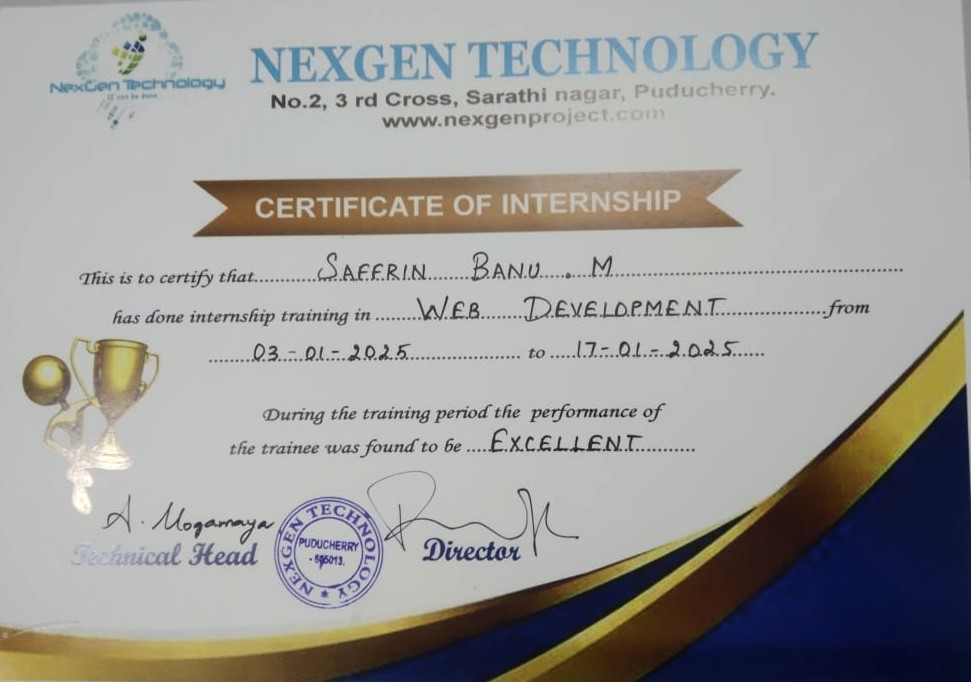 NexGen Technology
IT can be done
NEXGEN TECHNOLOGY
No.2, 3 rd Cross, Sarathi nagar, Puducherry.
www.nexgenproject.com
CERTIFICATE OF INTERNSHIP
This is to certify that SAFFRIN BANU . M
has done internship training in WEB DEVELOPMENT from
03-01-2025 to 17-01-2025
During the training period the performance of
the trainee was found to be EXCELLENT
A. Mogamaya
Technical Head
NEXGEN TECHNOLOGY
PUDUCHERRY
Director